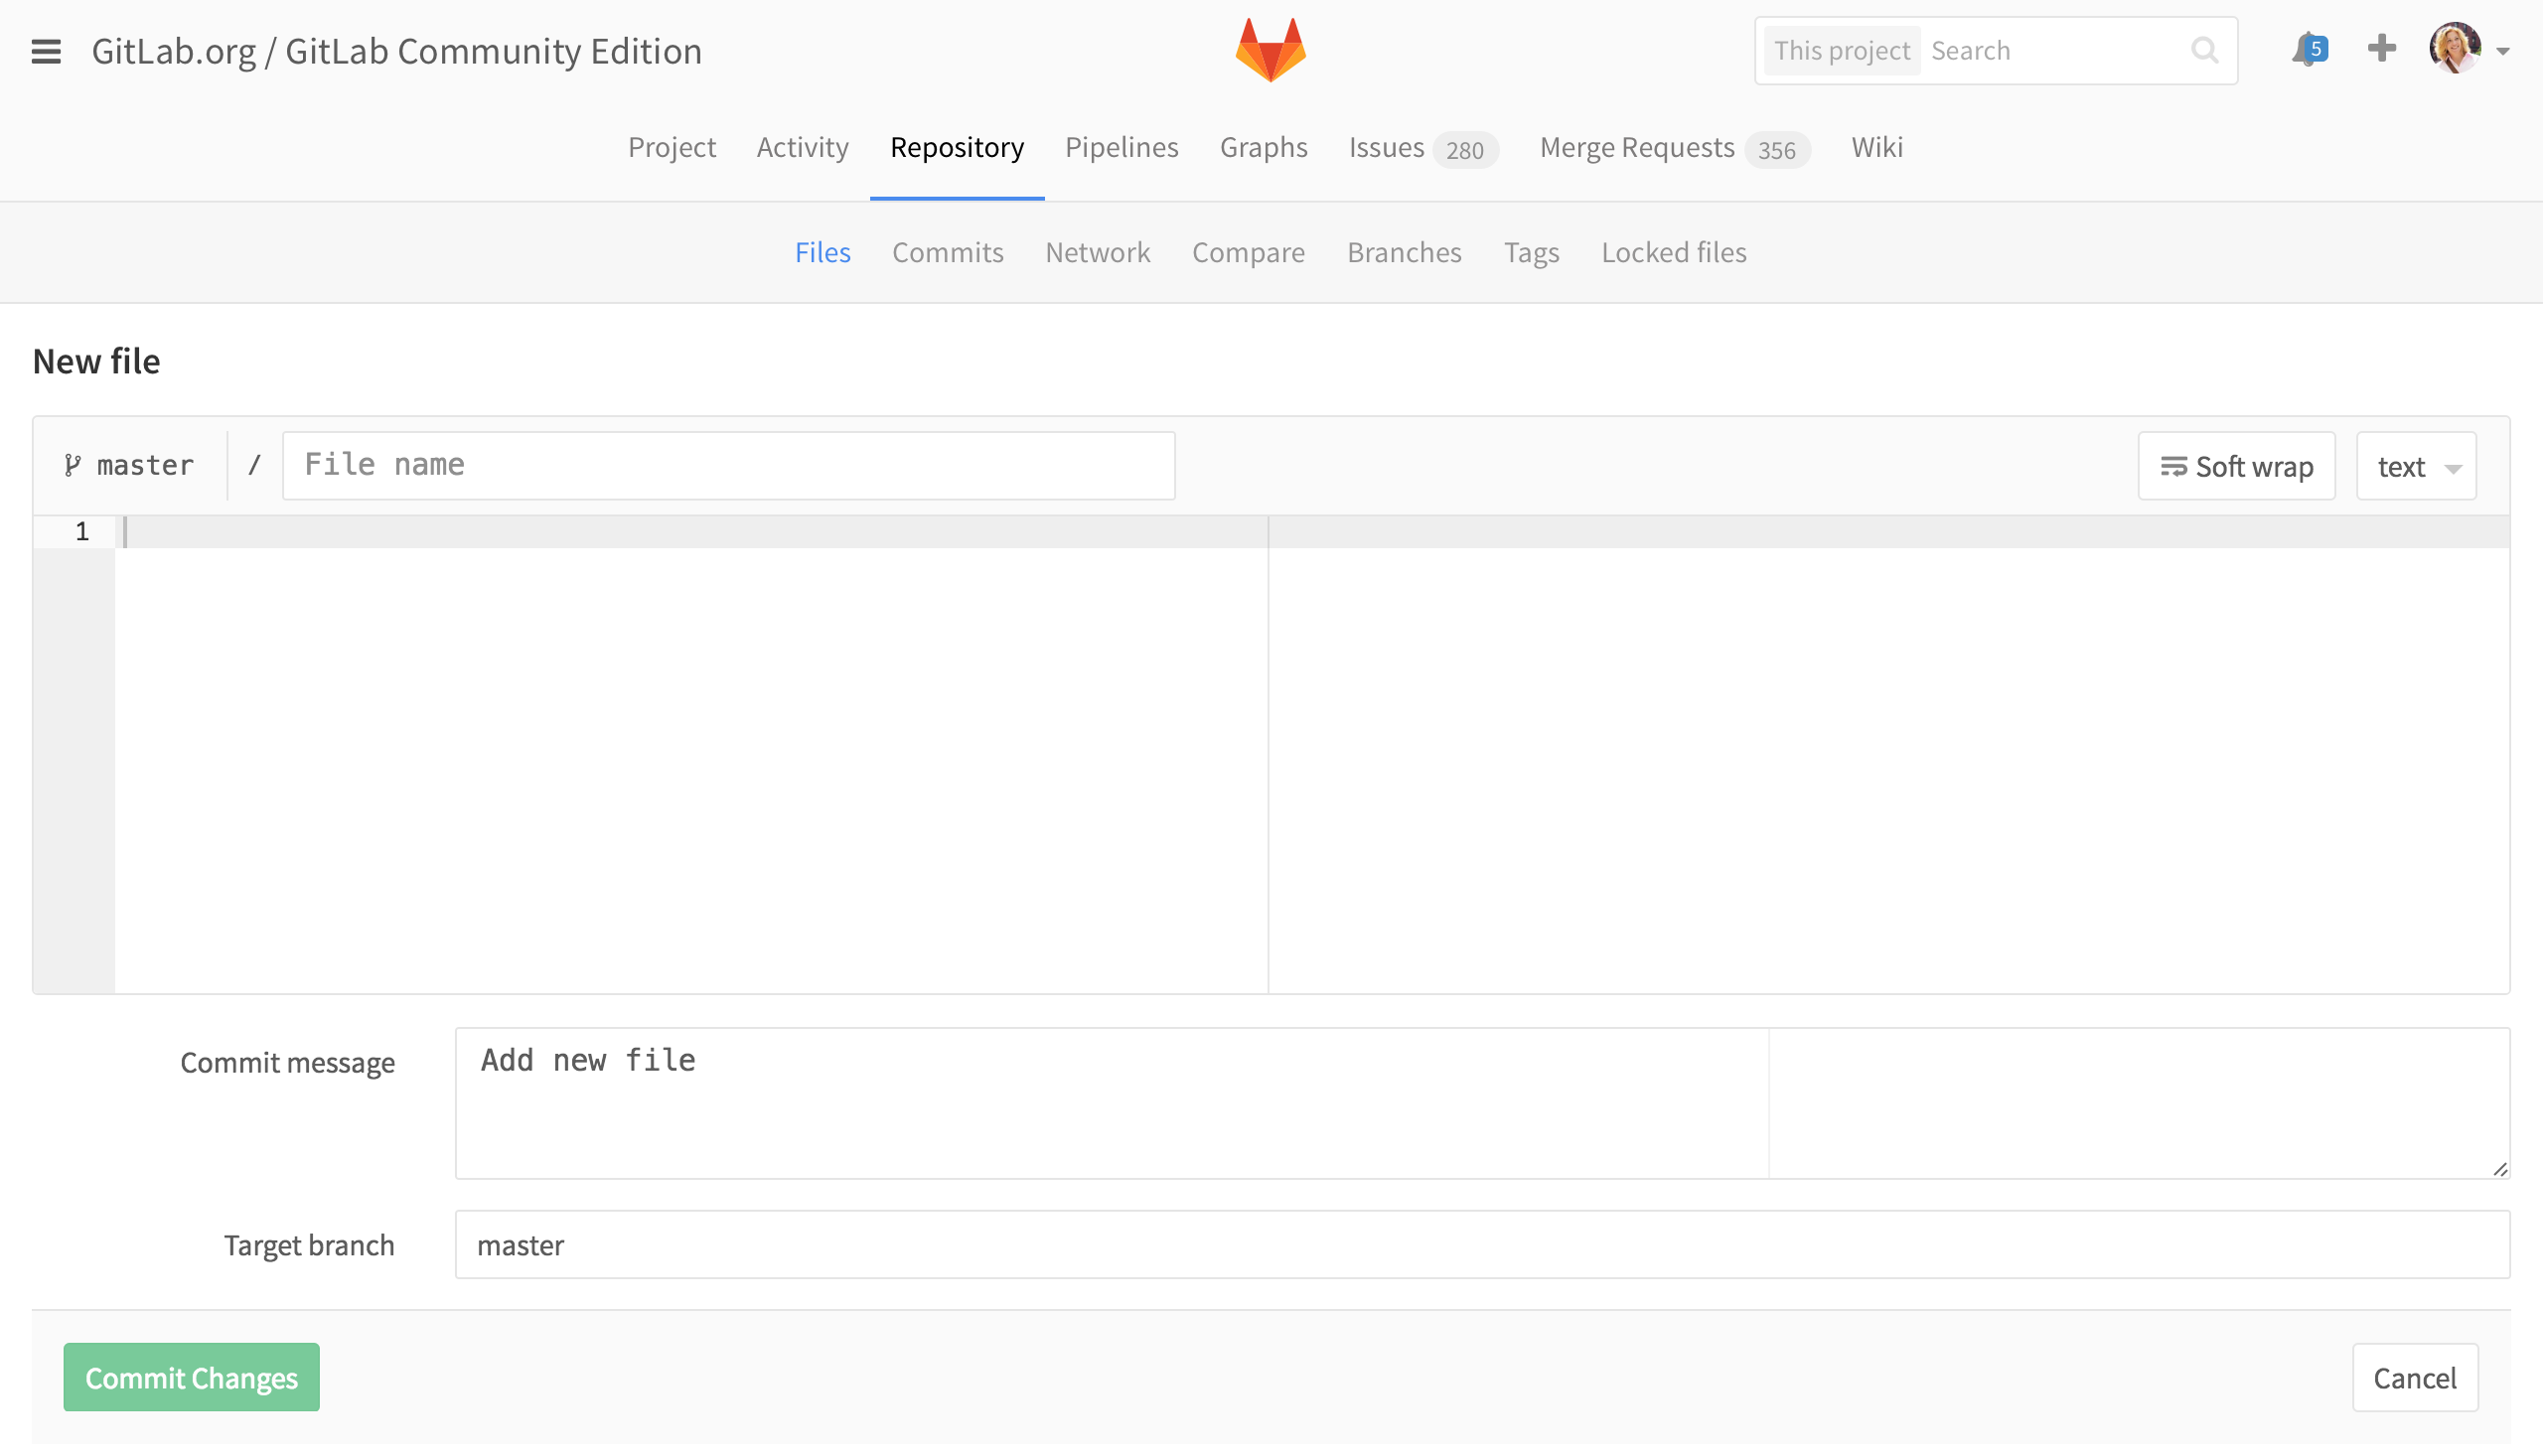 GitLab.org / GitLab Community Edition
This project Search
5
Project Activity Repository Pipelines Graphs Issues 280 Merge Requests 356 Wiki
Files Commits Network Compare Branches Tags Locked files
New file
master / File name
Soft wrap
text
1
Commit message
Add new file
Target branch
master
Commit Changes
Cancel